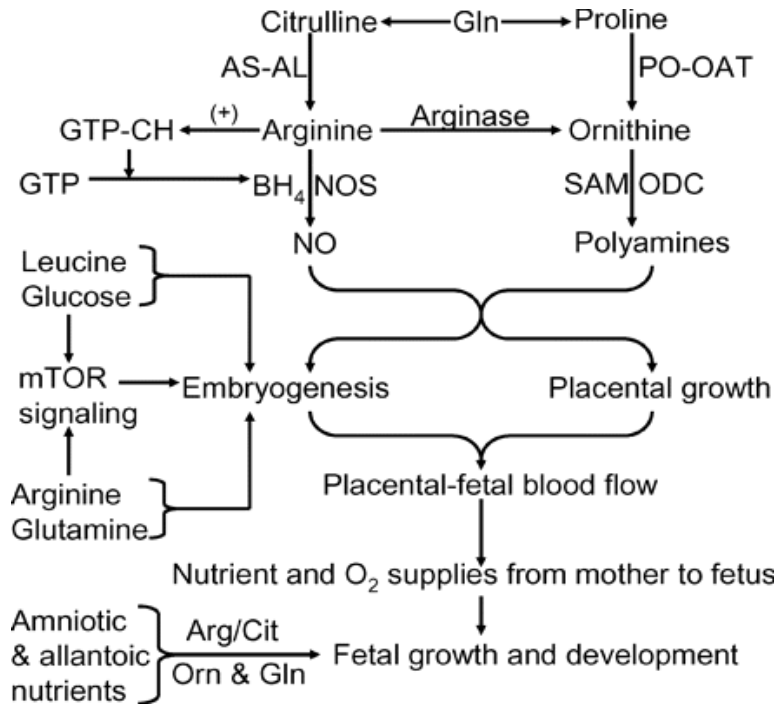 Citrulline Gln Proline
AS-AL PO-OAT
GTP-CH (+) Arginine Arginase Ornithine
GTP BH4 NOS SAM ODC
NO Polyamines
Leucine
Glucose
mTOR
signaling
Embryogenesis Placental growth
Arginine
Glutamine
Placental-fetal blood flow
Nutrient and O2 supplies from mother to fetus
Amniotic
& allantoic
nutrients
Arg/Cit
Orn & Gln
Fetal growth and development